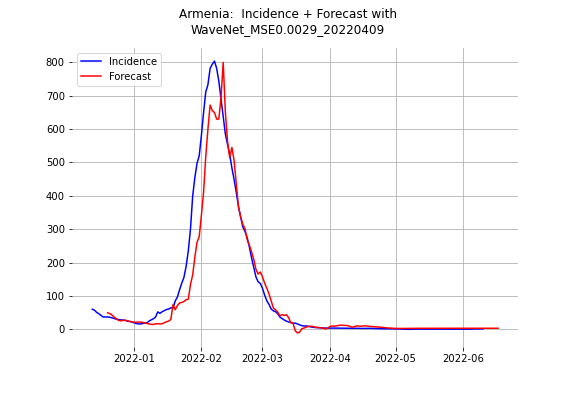 Armenia:  Incidence + Forecast with
WaveNet_MSE0.0029_20220409
Incidence
Forecast
800
700
600
500
400
300
200
100
0
2022-01 2022-02 2022-03 2022-04 2022-05 2022-06